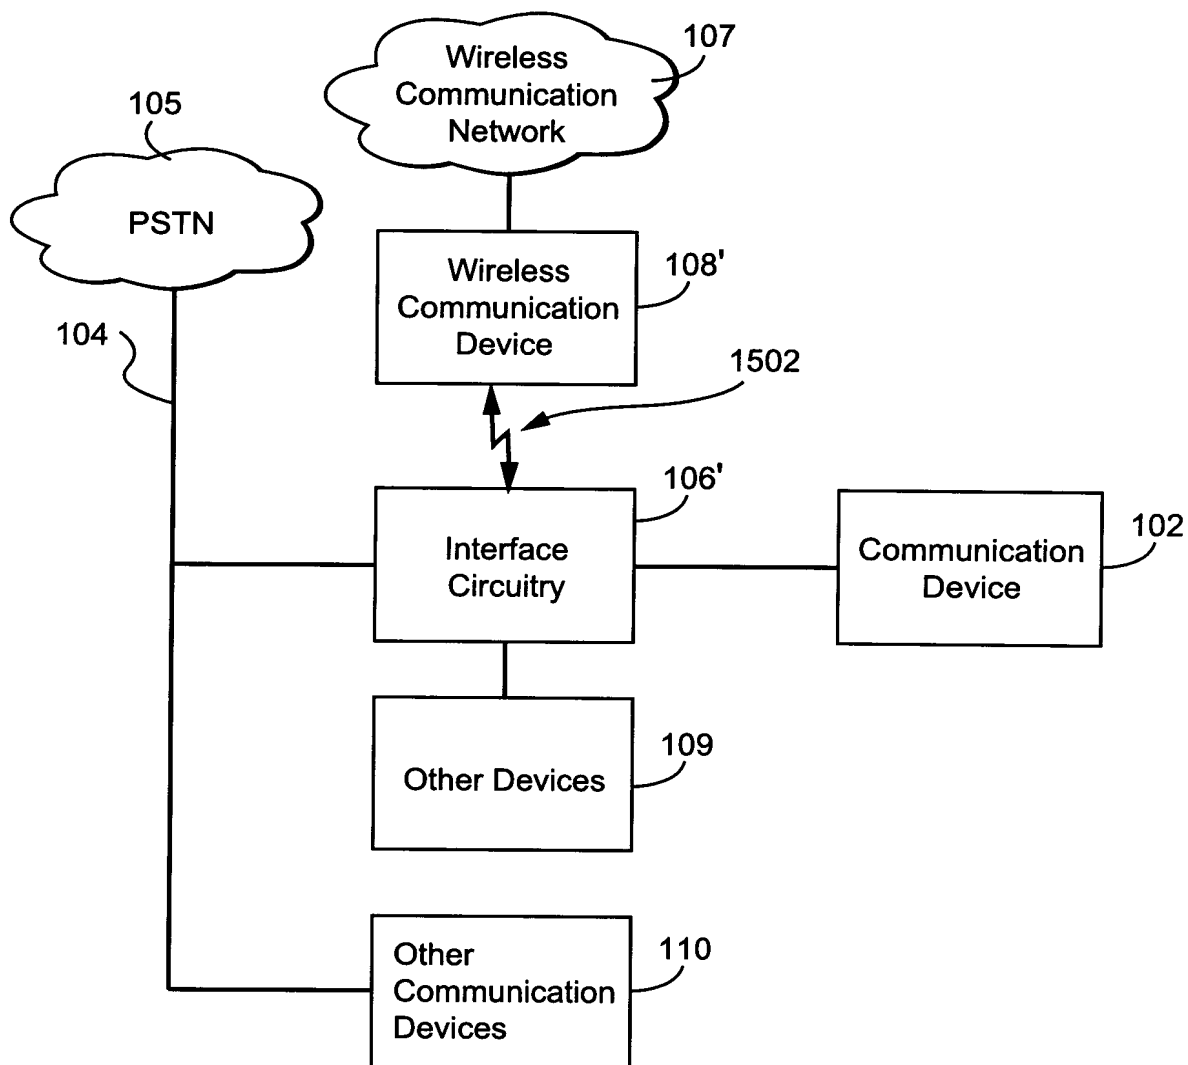 107
Wireless
Communication
Network
105
PSTN
Wireless
Communication
Device
108'
104
1502
106'
Interface
Circuitry
Communication
Device
102
109
Other Devices
Other
Communication
Devices
110